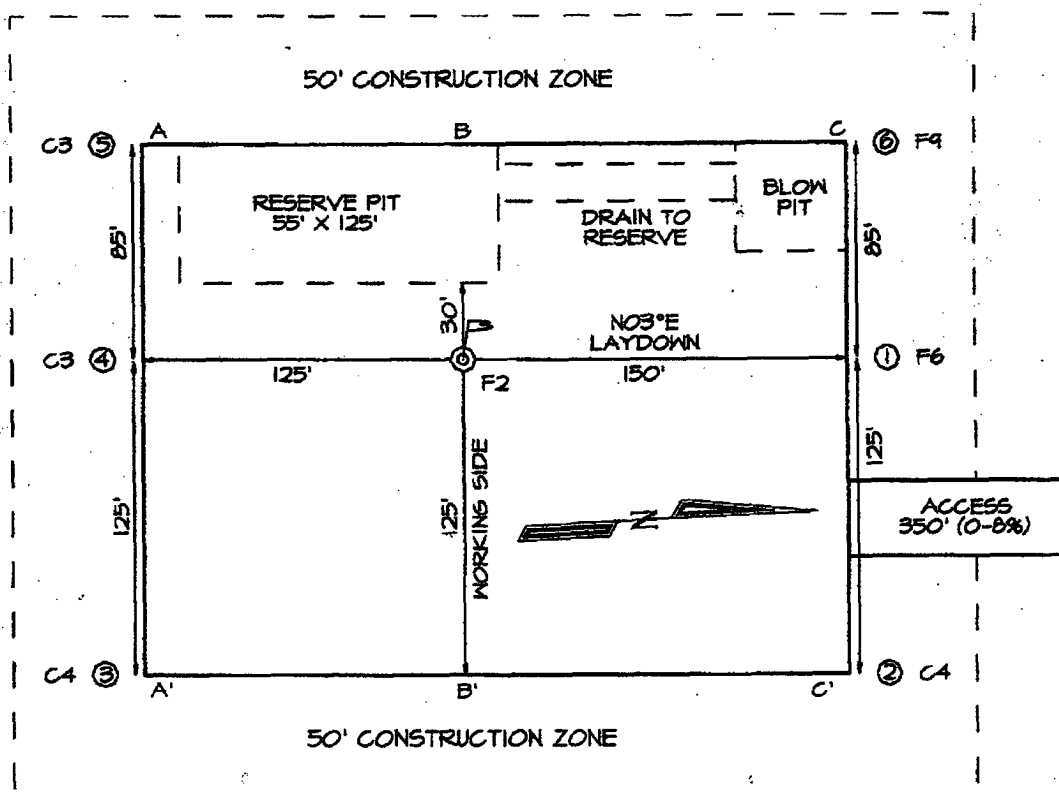 50' CONSTRUCTION ZONE
C3 ⑤ A B C ⑥ F9
RESERVE PIT
55' X 125'
BLOW
PIT
DRAIN TO
RESERVE
85'
85'
30'
N03°E
LAYDOWN
C3 ④ ① F6
125' F2 150'
125'
125'
WORKING SIDE
125'
N
ACCESS
350' (0-8%)
C4 ③ ② C4
A' B' C'
50' CONSTRUCTION ZONE